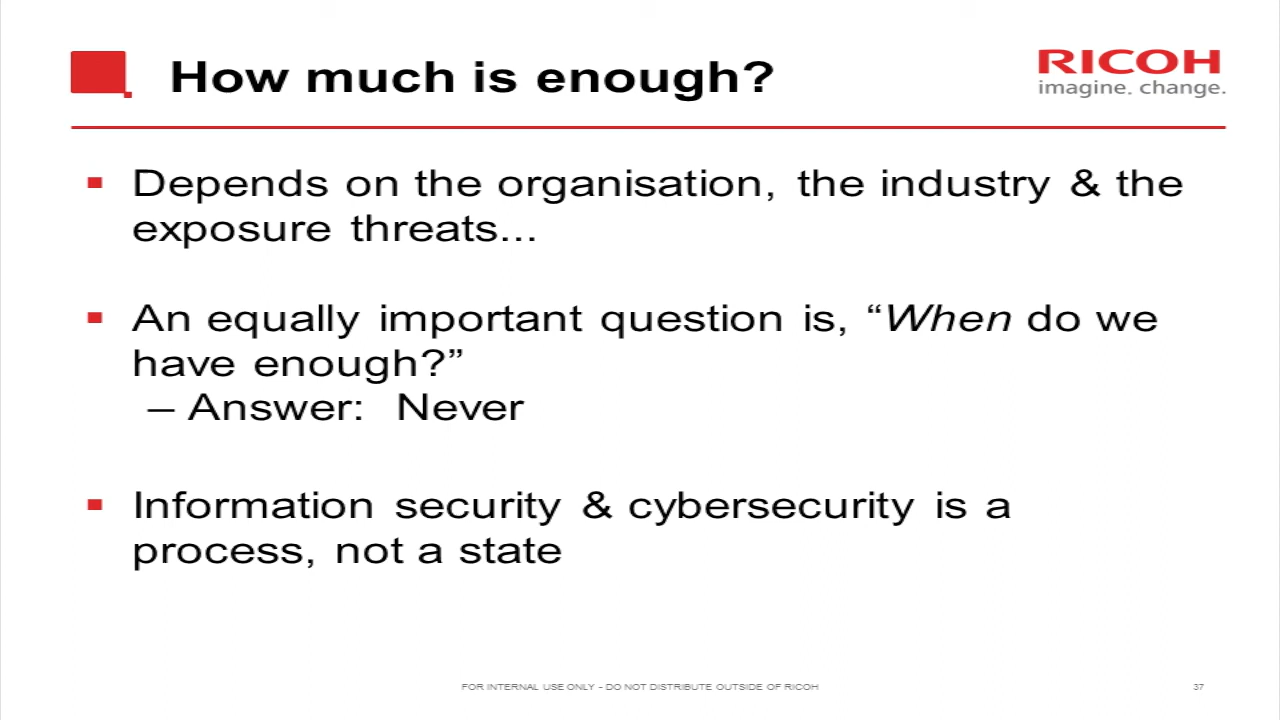 How much is enough?
RICOH
imagine. change.
Depends on the organisation, the industry & the
exposure threats...
An equally important question is, “When do we
have enough?”
– Answer: Never
Information security & cybersecurity is a
process, not a state
FOR INTERNAL USE ONLY - DO NOT DISTRIBUTE OUTSIDE OF RICOH
37